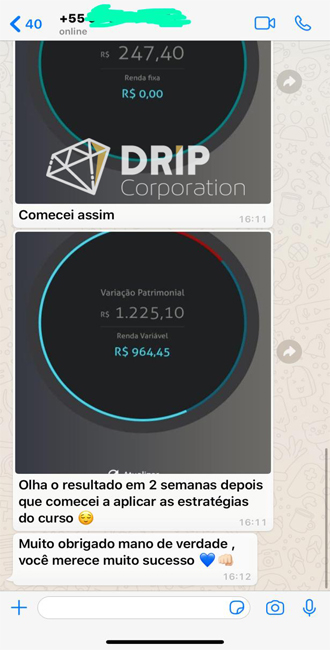 40
+55
online
R$ 247,40
Renda fixa
R$ 0,00
DRIP
Corporation
Comecei assim
16:11
Variação Patrimonial
R$ 1.225,10
Renda Variável
R$ 964,45
Olha o resultado em 2 semanas depois
que comecei a aplicar as estratégias
do curso 😌
16:11
Muito obrigado mano de verdade ,
você merece muito sucesso 💙👊🏻
16:12